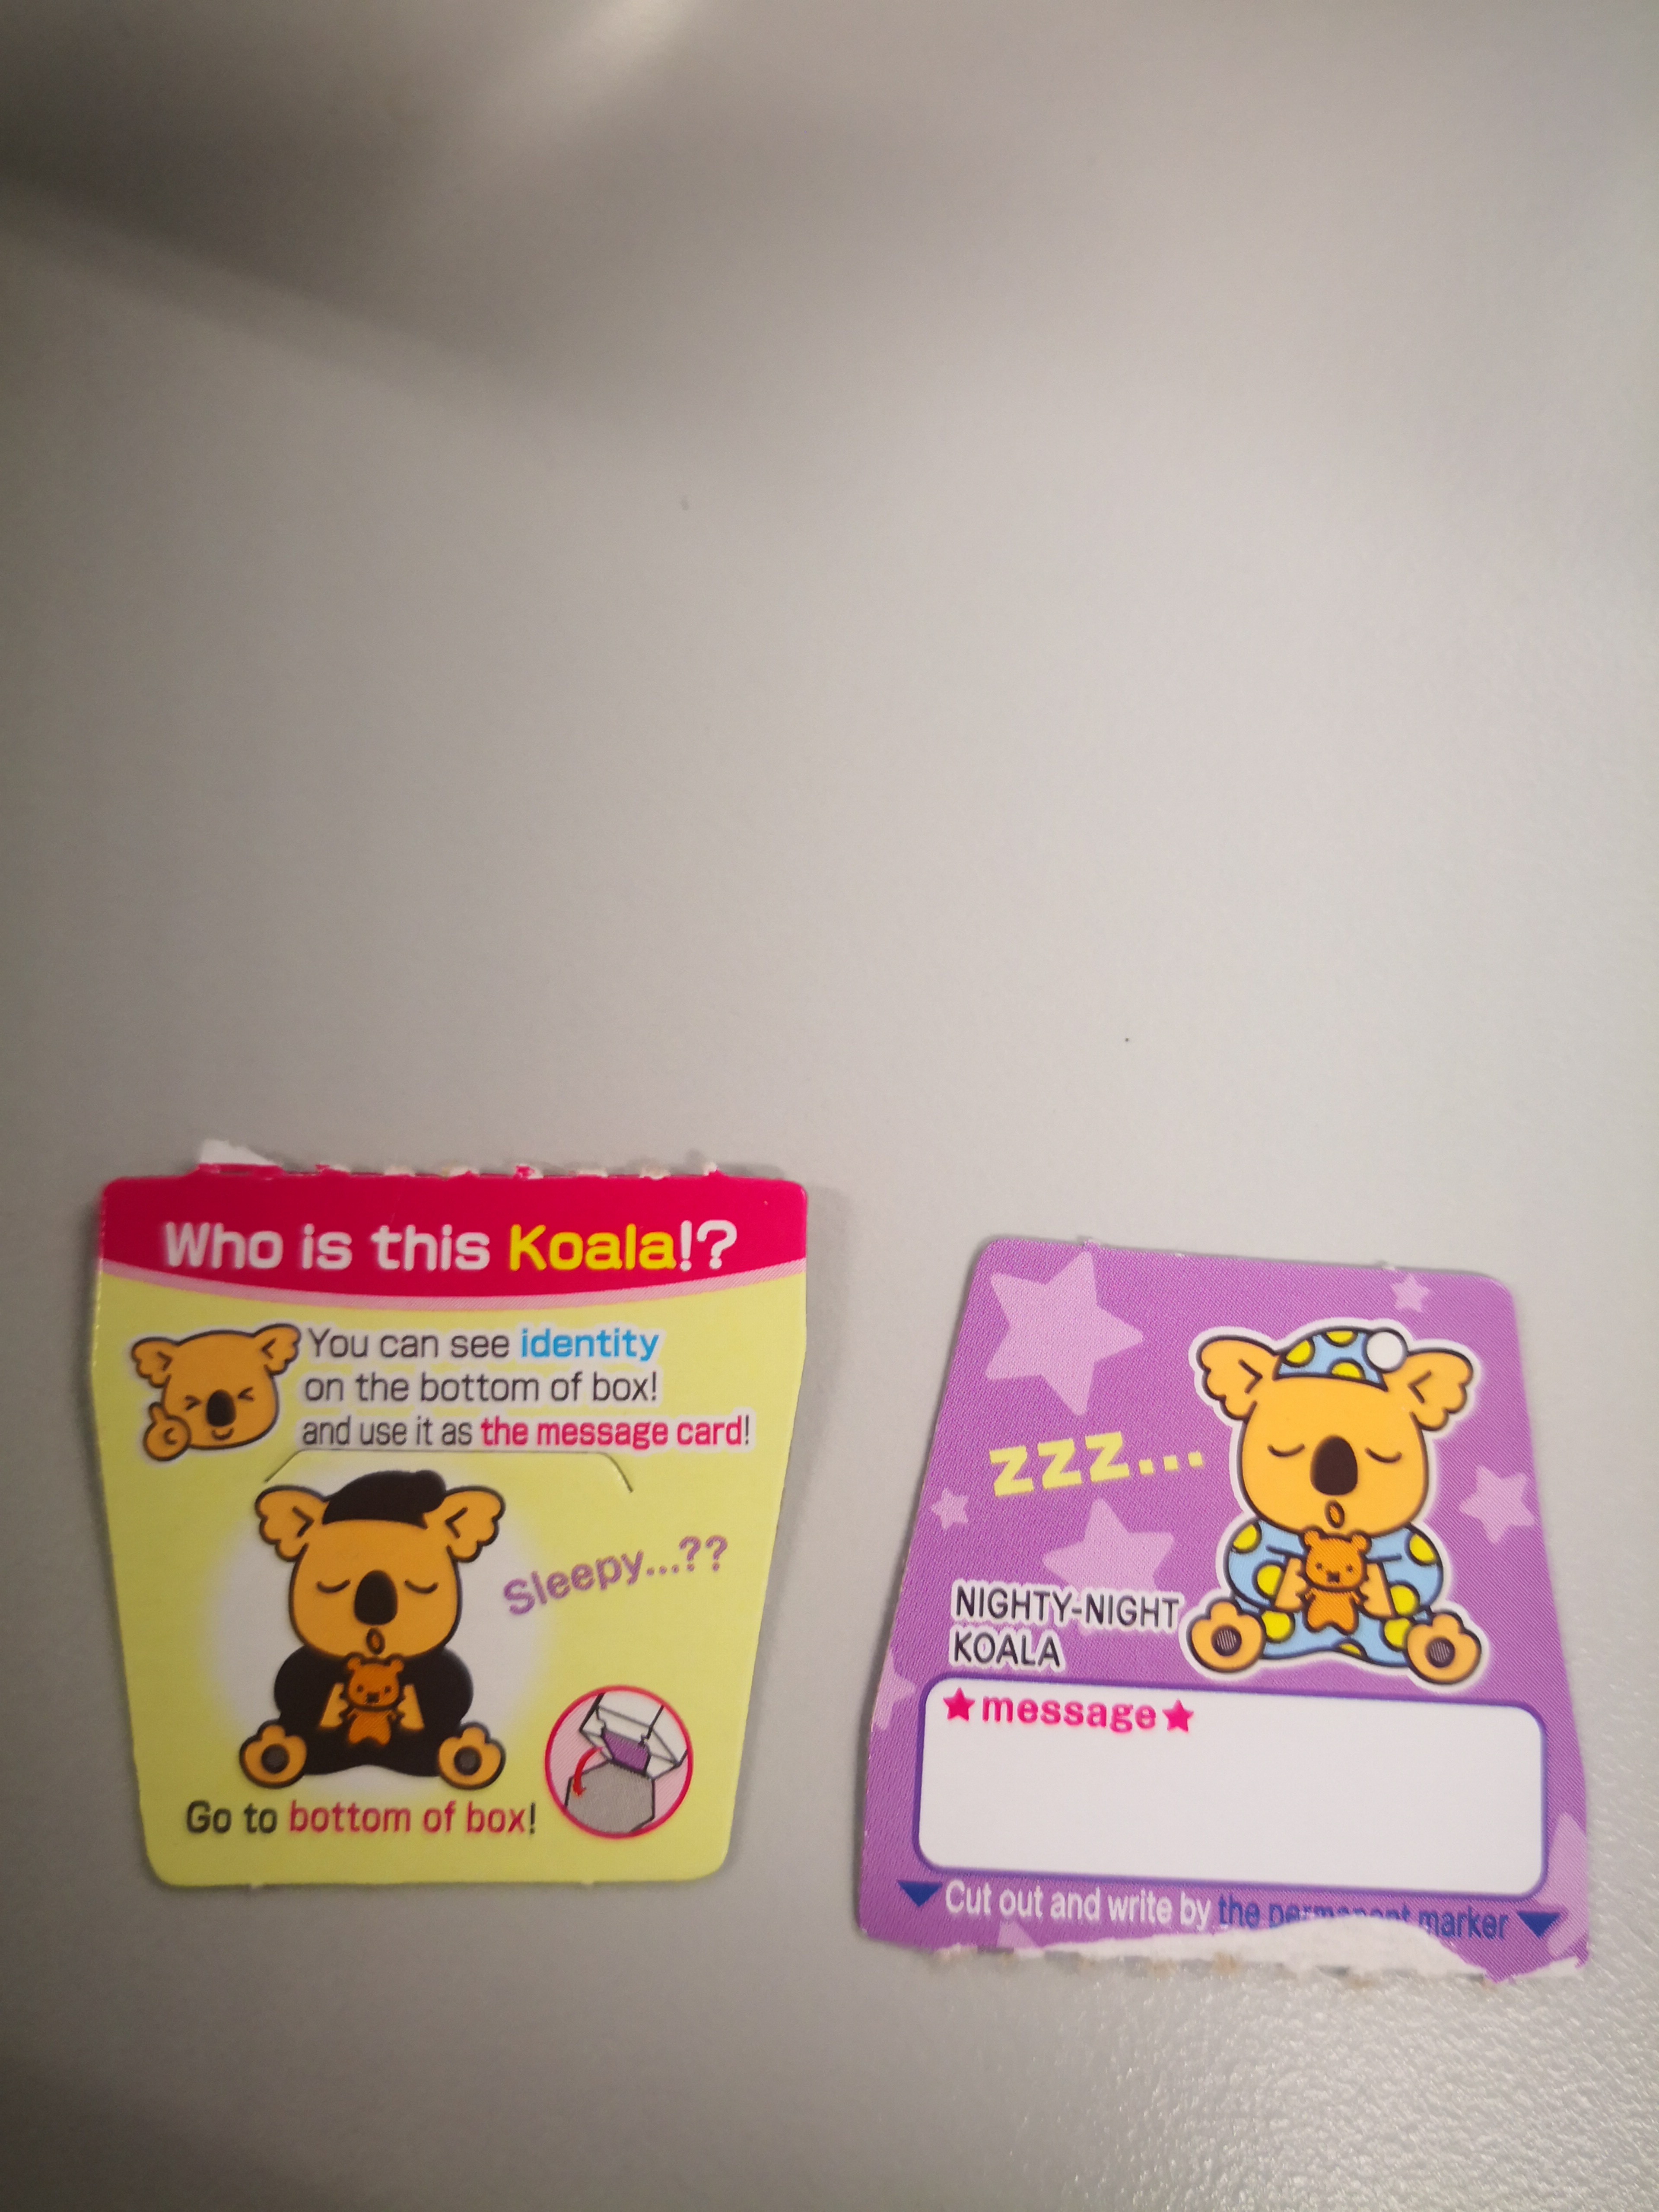 Who is this Koala!?
You can see identity
on the bottom of box!
and use it as the message card!
Sleepy...??
Go to bottom of box!
zzz...
NIGHTY-NIGHT
KOALA
★message★
Cut out and write by the permanent marker